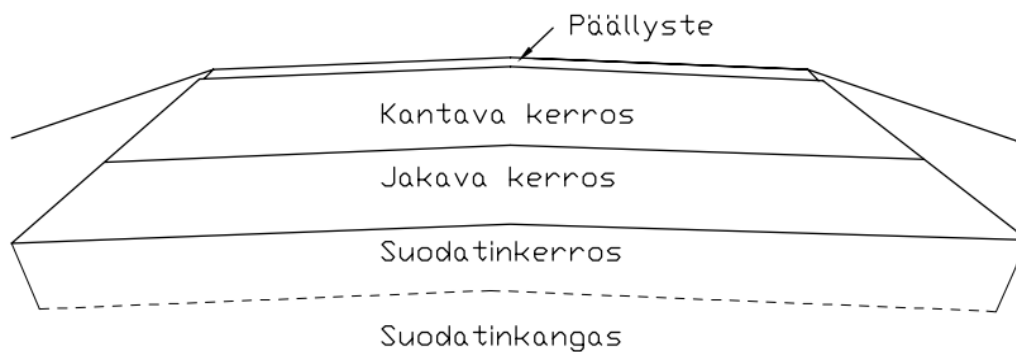 Päällyste
Kantava kerros
Jakava kerros
Suodatinkerros
Suodatinkangas